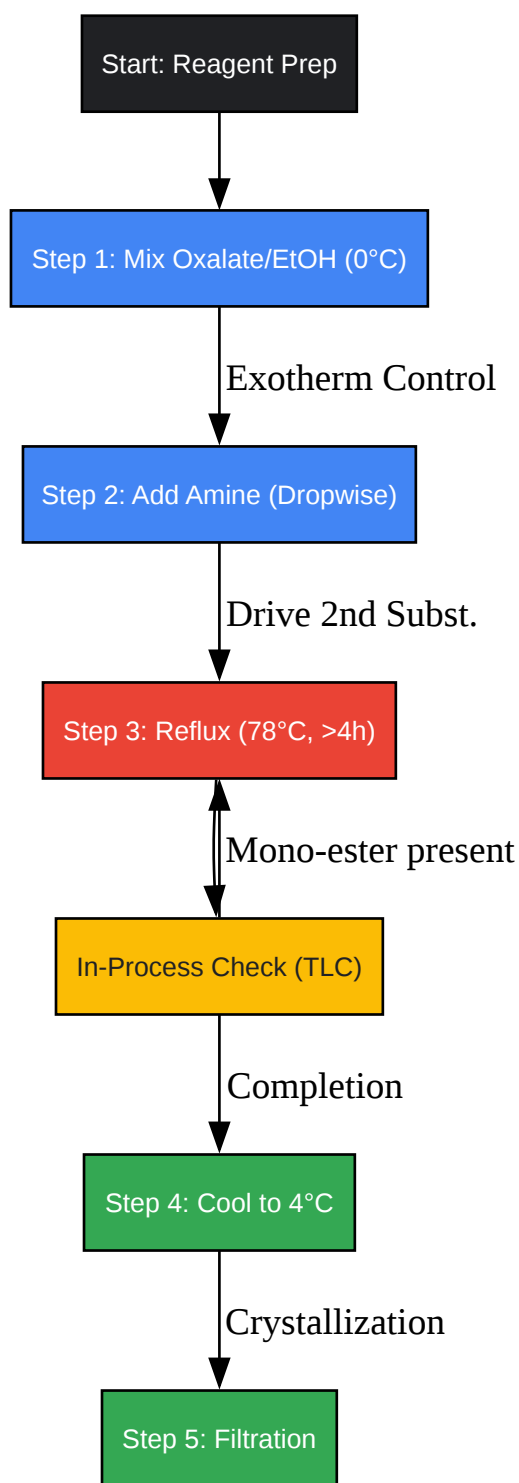 Start: Reagent Prep
Step 1: Mix Oxalate/EtOH (0°C)
Exotherm Control
Step 2: Add Amine (Dropwise)
Drive 2nd Subst.
Step 3: Reflux (78°C, >4h)
Mono-ester present
In-Process Check (TLC)
Completion
Step 4: Cool to 4°C
Crystallization
Step 5: Filtration